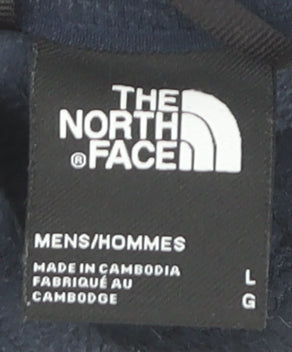 THE
NORTH
® FACE
MENS/HOMMES
MADE IN CAMBODIA
FABRIQUÉ AU
CAMBODGE
L
G